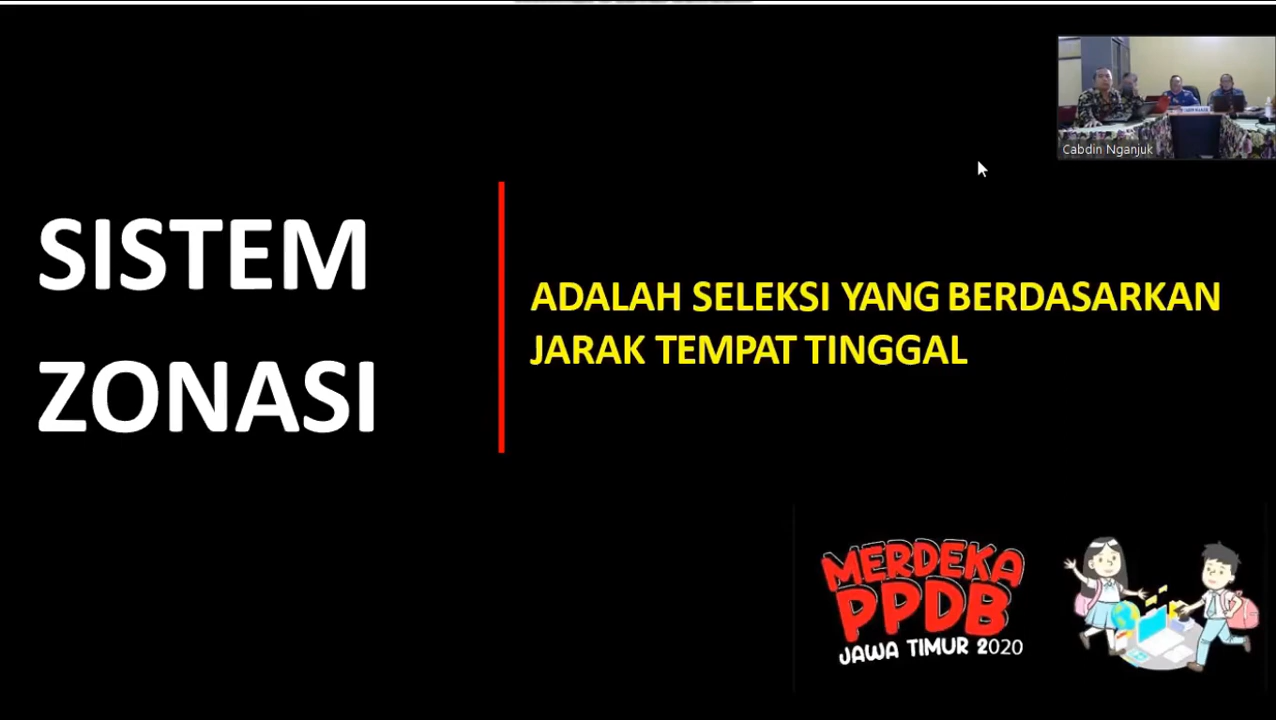 Cabdin Nganjuk
SISTEM
ZONASI
ADALAH SELEKSI YANG BERDASARKAN
JARAK TEMPAT TINGGAL
MERDEKA
PPDB
JAWA TIMUR 2020